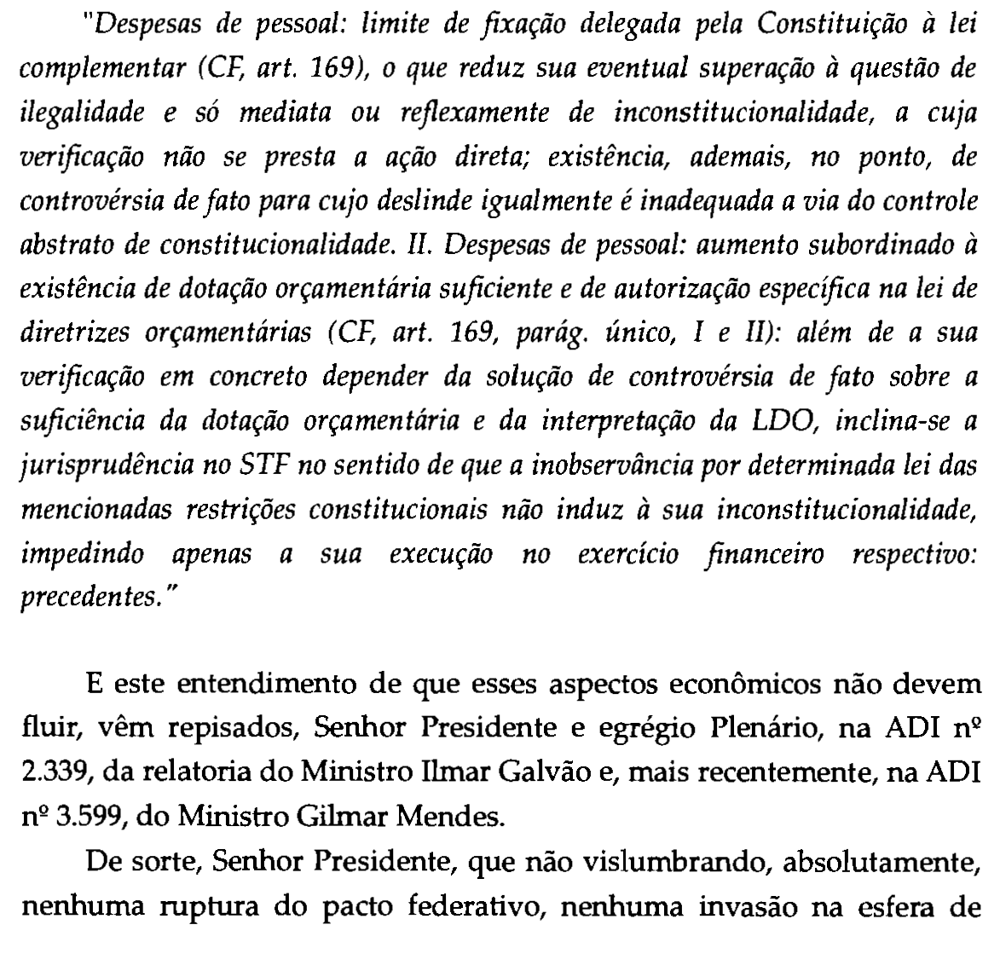 "Despesas de pessoal: limite de fixação delegada pela Constituição à lei
complementar (CF, art. 169), o que reduz sua eventual superação à questão de
ilegalidade e só mediata ou reflexamente de inconstitucionalidade, a cuja
verificação não se presta a ação direta; existência, ademais, no ponto, de
controvérsia de fato para cujo deslinde igualmente é inadequada a via do controle
abstrato de constitucionalidade. II. Despesas de pessoal: aumento subordinado à
existência de dotação orçamentária suficiente e de autorização específica na lei de
diretrizes orçamentárias (CF, art. 169, parág. único, I e II): além de a sua
verificação em concreto depender da solução de controvérsia de fato sobre a
suficiência da dotação orçamentária e da interpretação da LDO, inclina-se a
jurisprudência no STF no sentido de que a inobservância por determinada lei das
mencionadas restrições constitucionais não induz à sua inconstitucionalidade,
impedindo apenas a sua execução no exercício financeiro respectivo:
precedentes."
E este entendimento de que esses aspectos econômicos não devem
fluir, vêm repisados, Senhor Presidente e egrégio Plenário, na ADI nº
2.339, da relatoria do Ministro Ilmar Galvão e, mais recentemente, na ADI
nº 3.599, do Ministro Gilmar Mendes.
De sorte, Senhor Presidente, que não vislumbrando, absolutamente,
nenhuma ruptura do pacto federativo, nenhuma invasão na esfera de